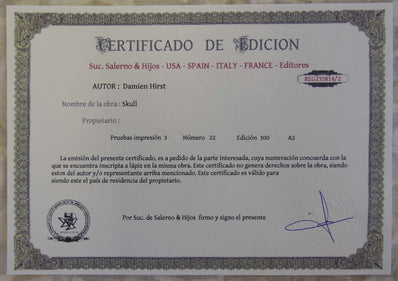 CERTIFICADO DE EDICION
Suc. Salerno & Hijos - USA - SPAIN - ITALY - FRANCE - Editores
REG235814/2
AUTOR : Damien Hirst
Nombre de la obra : Skull
Propietario :
Pruebas impresión 3 Número 22 Edición 300 A2
La emisión del presente certificado, es a pedido de la parte interesada, cuya numeración concuerda con la
que se encuentra inscripta a lápiz en la misma obra. Este certificado no genera derechos sobre la obra, siendo
estos del autor y/o representante arriba mencionado. Este certificado es válido para
siendo este el país de residencia del propietario.
Por Suc. de Salerno & Hijos firmo y signo el presente